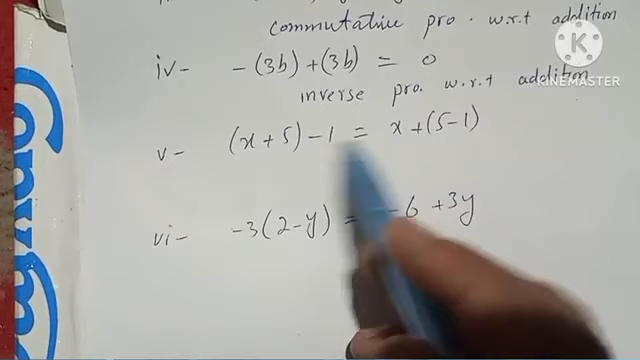 commutative pro. w.r.t addition
iv- -(3b)+(3b) = 0
inverse pro. w.r.t addition
KINEMASTER
v- (x+5)-1 = x+(5-1)
vi- -3(2-y) = -6 +3y